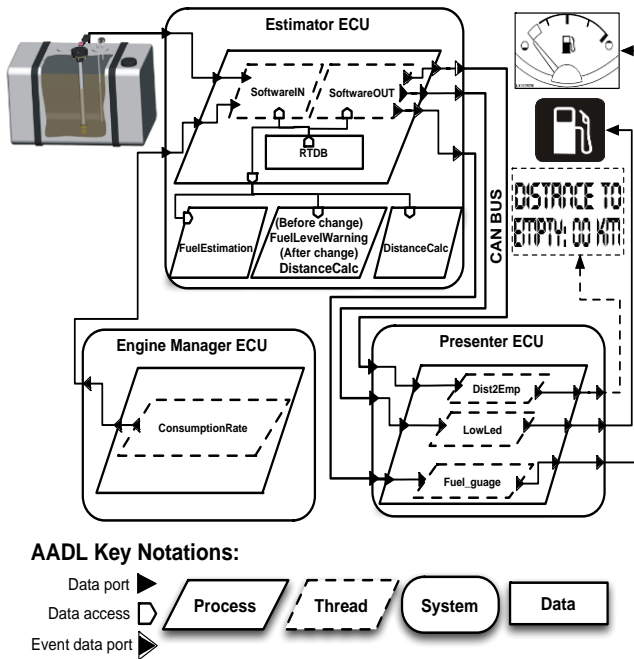 Estimator ECU
SoftwareIN
SoftwareOUT
RTDB
FuelEstimation
(Before change)
FuelLevelWarning
(After change)
DistanceCalc
DistanceCalc
CAN BUS
DISTANCE TO
EMPTY: 00 KM
Engine Manager ECU
ConsumptionRate
Presenter ECU
Dist2Emp
LowLed
Fuel_guage
AADL Key Notations:
Data port
Data access
Event data port
Process
Thread
System
Data